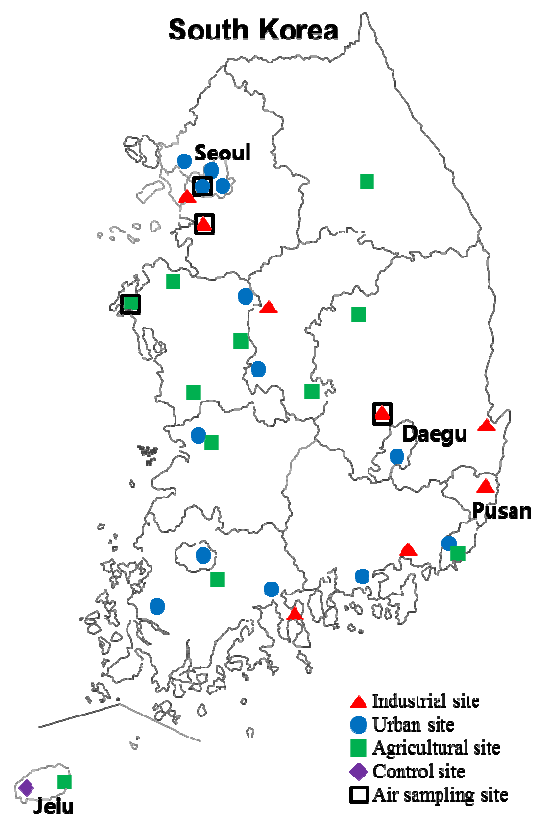 South Korea
Seoul
Daegu
Pusan
Industrial site
Urban site
Agricultural site
Control site
Air sampling site
Jelu